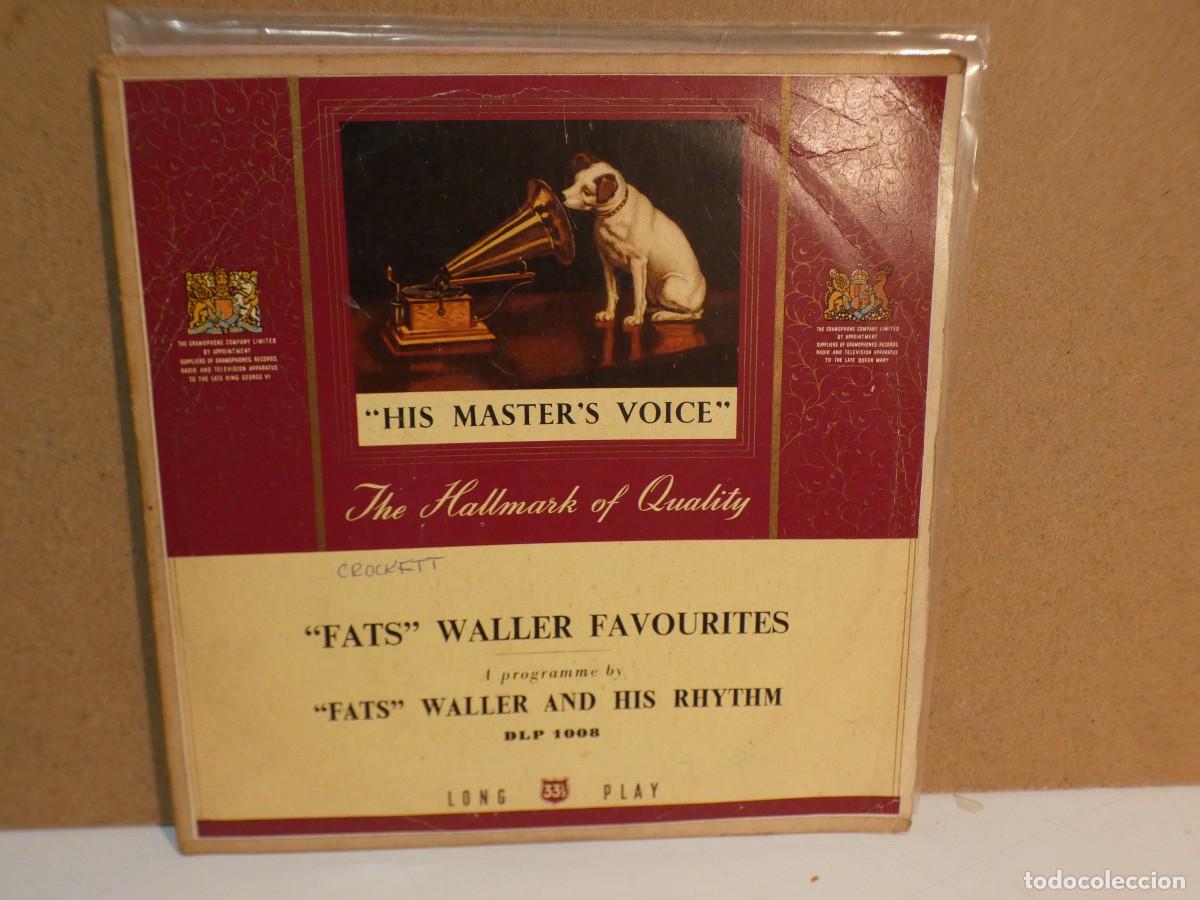 "HIS MASTER'S VOICE"
The Hallmark of Quality
THE GRAMOPHONE COMPANY LIMITED
BY APPOINTMENT
SUPPLIERS OF GRAMOPHONES, RECORDS,
RADIO AND TELEVISION APPARATUS
TO THE LATE KING GEORGE VI
THE GRAMOPHONE COMPANY LIMITED
BY APPOINTMENT
SUPPLIERS OF GRAMOPHONES, RECORDS,
RADIO AND TELEVISION APPARATUS
TO THE LATE QUEEN MARY
CROCKETT
"FATS" WALLER FAVOURITES
A programme by
"FATS" WALLER AND HIS RHYTHM
DLP 1008
LONG 33⅓ PLAY
todocoleccion